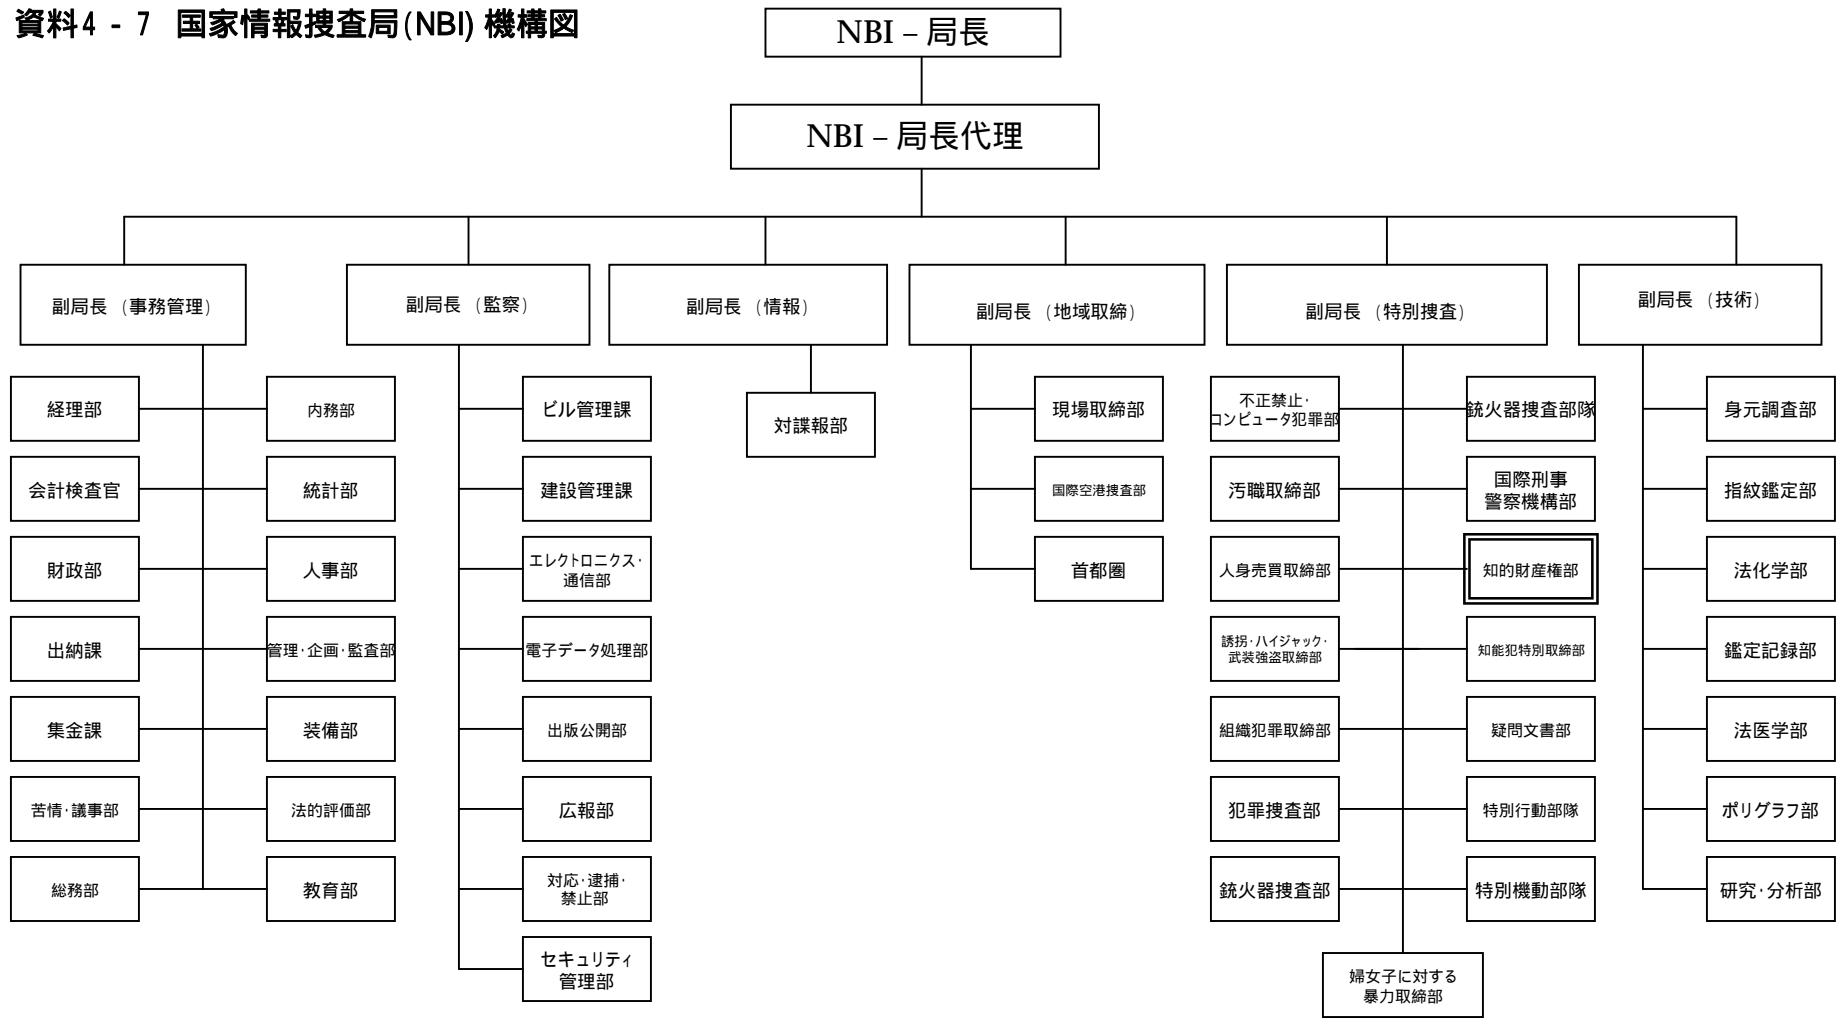 資料4 - 7 国家情報捜査局(NBI) 機構図
NBI – 局長
NBI – 局長代理
副局長 （事務管理）
副局長 （監察）
副局長 （情報）
副局長 （地域取締）
副局長 （特別捜査）
副局長 （技術）
経理部
会計検査官
財政部
出納課
集金課
苦情･議事部
総務部
内務部
統計部
人事部
管理･企画･監査部
装備部
法的評価部
教育部
ビル管理課
建設管理課
エレクトロニクス･
通信部
電子データ処理部
出版公開部
広報部
対応･逮捕･
禁止部
セキュリティ
管理部
対諜報部
現場取締部
国際空港捜査部
首都圏
不正禁止･
コンピュータ犯罪部
汚職取締部
人身売買取締部
誘拐･ハイジャック･
武装強盗取締部
組織犯罪取締部
犯罪捜査部
銃火器捜査部
銃火器捜査部隊
国際刑事
警察機構部
知的財産権部
知能犯特別取締部
疑問文書部
特別行動部隊
特別機動部隊
婦女子に対する
暴力取締部
身元調査部
指紋鑑定部
法化学部
鑑定記録部
法医学部
ポリグラフ部
研究･分析部